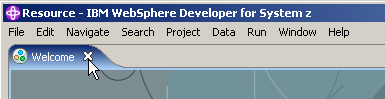 Resource - IBM WebSphere Developer for System z
File Edit Navigate Search Project Data Run Window Help
Welcome